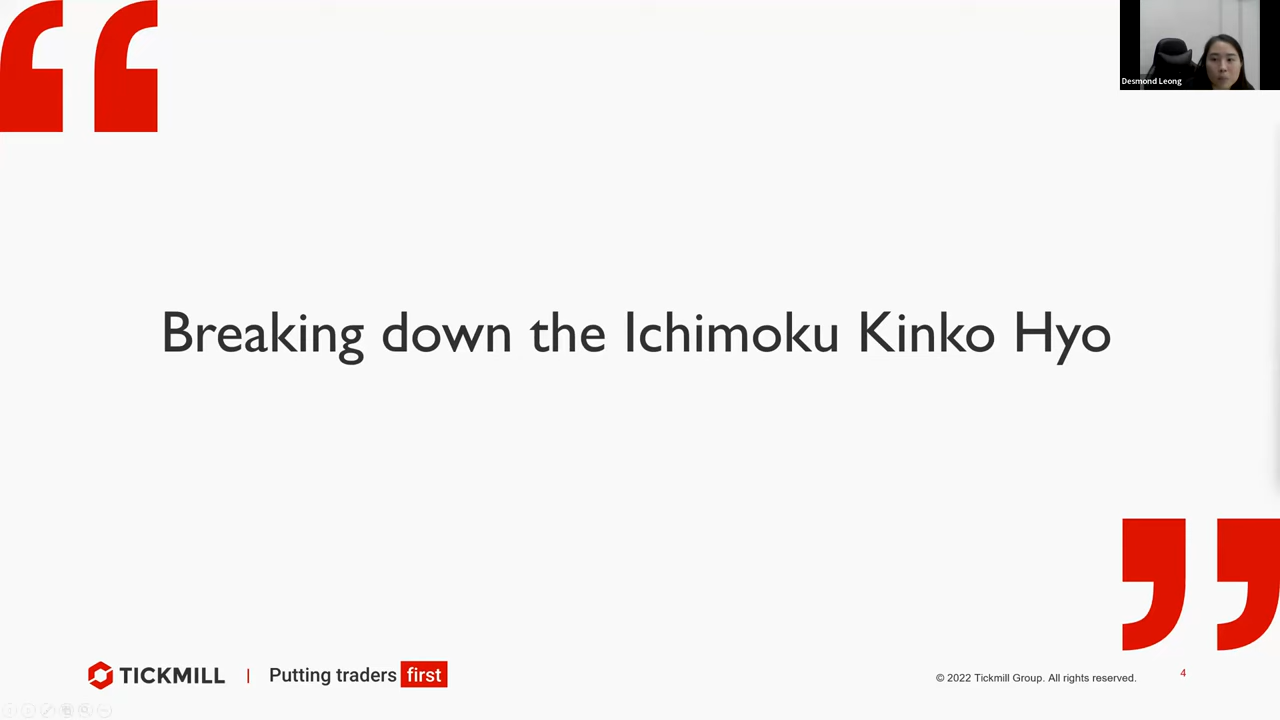 Desmond Leong
Breaking down the Ichimoku Kinko Hyo
TICKMILL | Putting traders first
© 2022 Tickmill Group. All rights reserved.
4